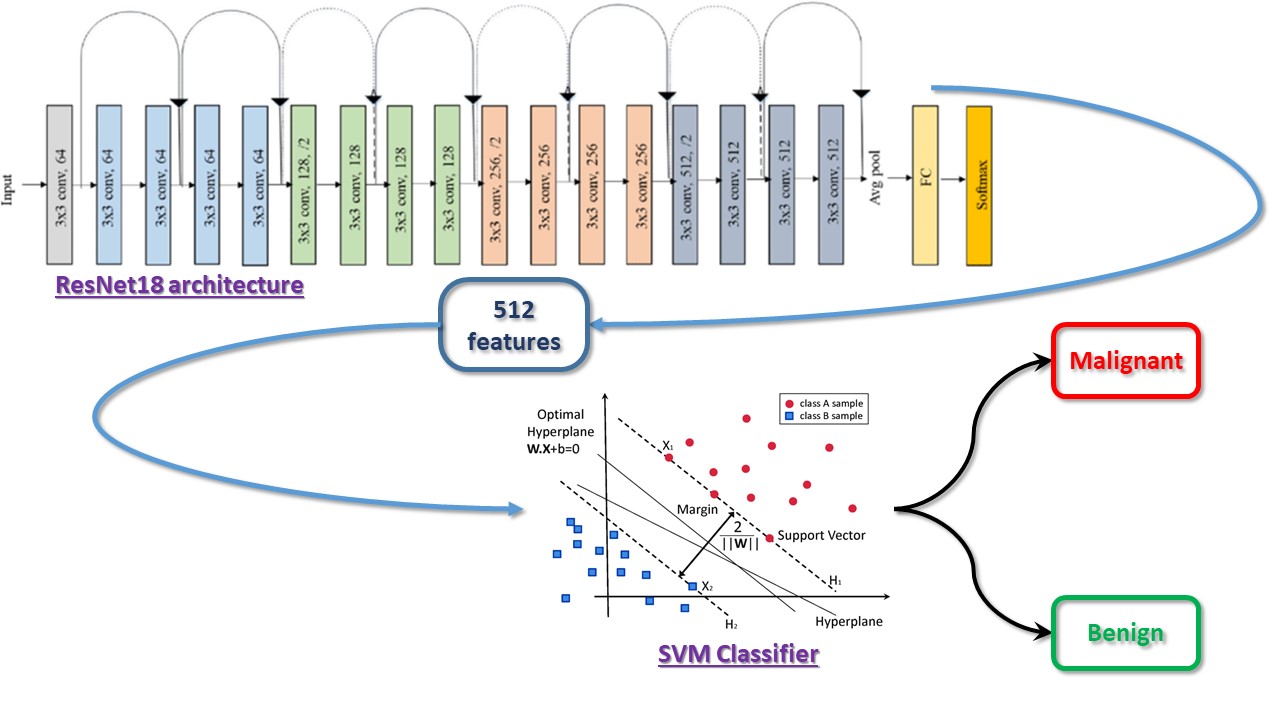 Input
3x3 conv, 64
3x3 conv, 64
3x3 conv, 64
3x3 conv, 64
3x3 conv, 64
3x3 conv, 128, /2
3x3 conv, 128
3x3 conv, 128
3x3 conv, 128
3x3 conv, 256, /2
3x3 conv, 256
3x3 conv, 256
3x3 conv, 256
3x3 conv, 512, /2
3x3 conv, 512
3x3 conv, 512
3x3 conv, 512
Avg pool
FC
Softmax
ResNet18 architecture
512
features
Malignant
class A sample
class B sample
Optimal
Hyperplane
W.X+b=0
X₁
Margin
2
||W||
Support Vector
X₂
H₁
H₂
Hyperplane
Benign
SVM Classifier